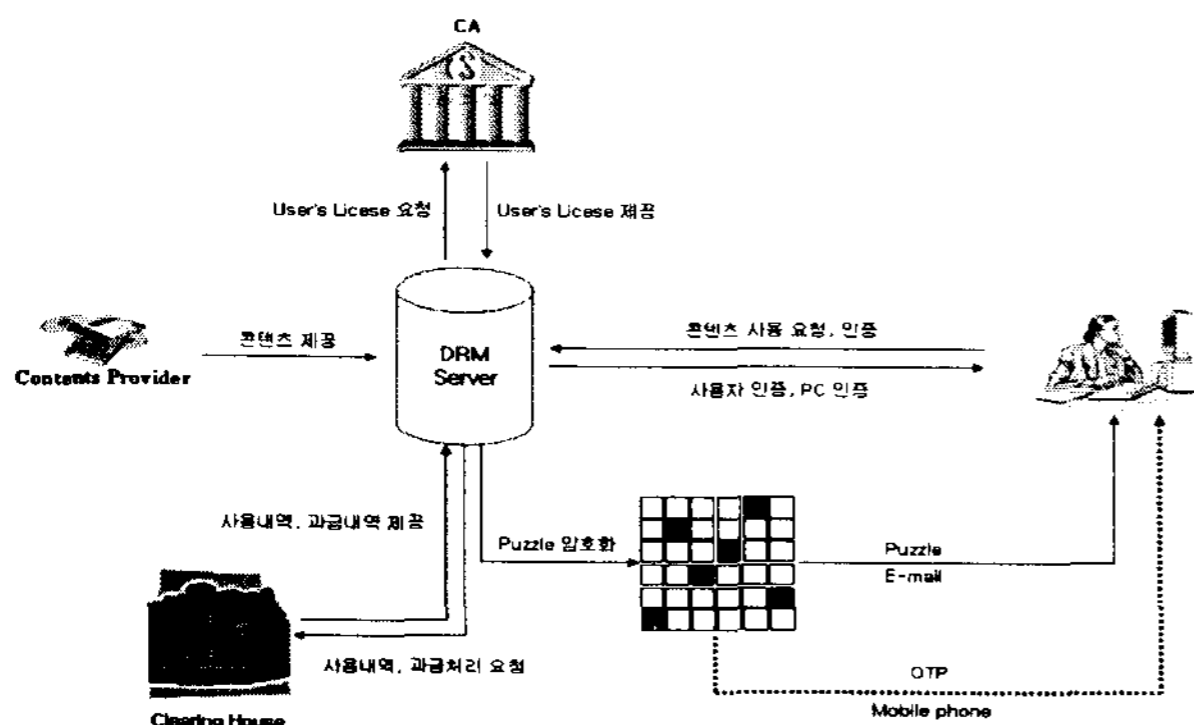 CA
User's Licese 요청
User's Licese 제공
콘텐츠 제공
Contents Provider
DRM
Server
콘텐츠 사용 요청, 인증
사용자 인증, PC 인증
사용내역, 과금내역 제공
Puzzle 암호화
Puzzle
E-mail
사용내역, 과금처리 요청
OTP
Mobile phone
Clearing House